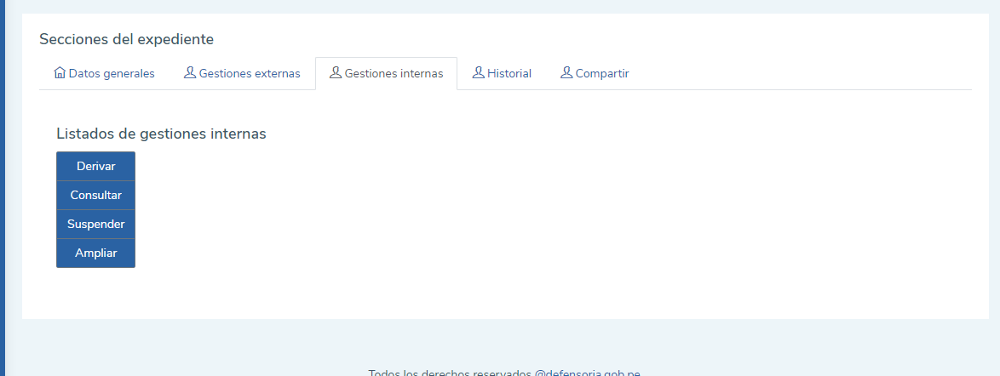 Secciones del expediente
Datos generales Gestiones externas Gestiones internas Historial Compartir
Listados de gestiones internas
Derivar
Consultar
Suspender
Ampliar
Todos los derechos reservados @defensoria.gob.pe